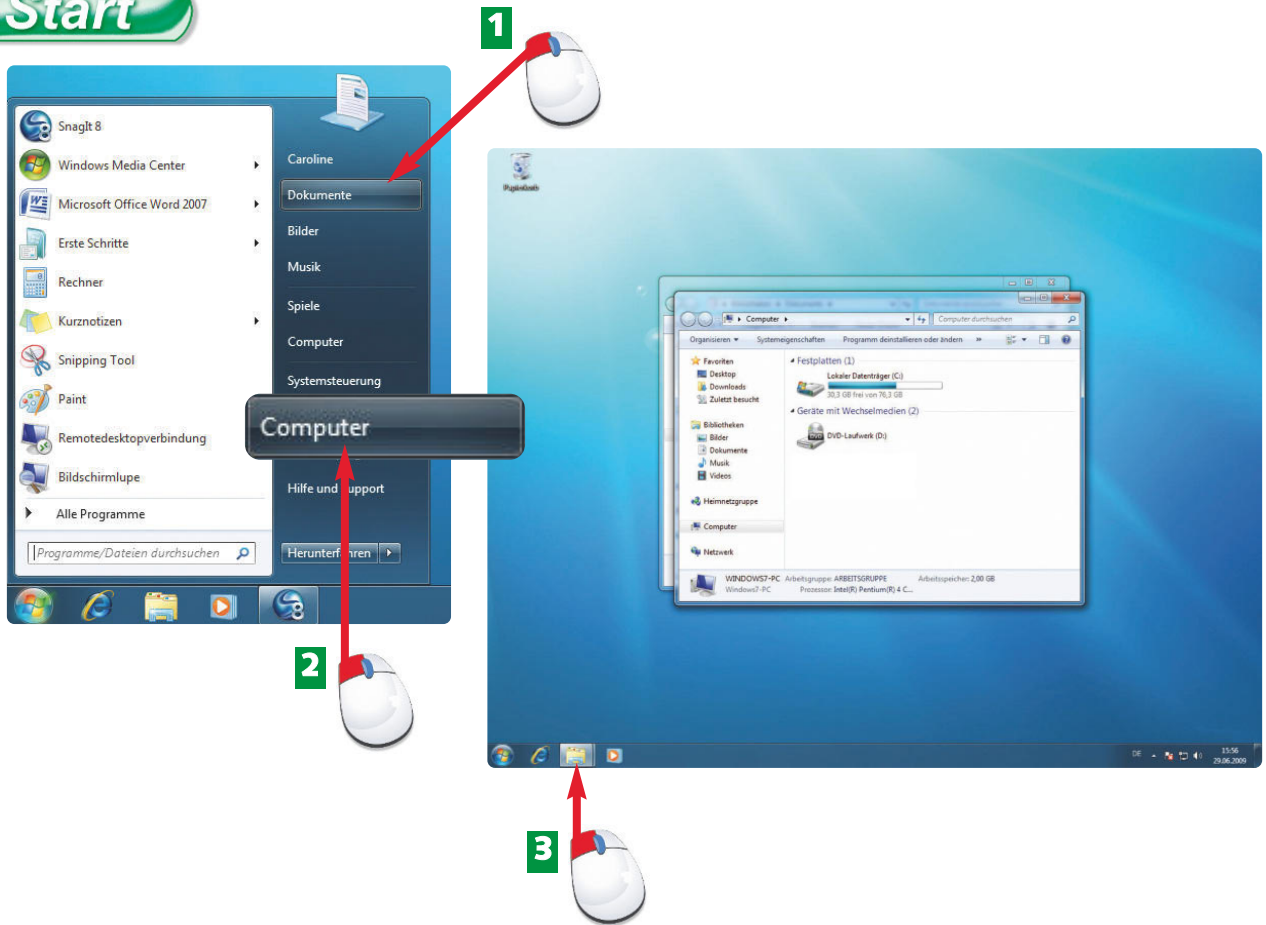 Start
1
SnagIt 8
Windows Media Center
Microsoft Office Word 2007
Erste Schritte
Rechner
Kurznotizen
Snipping Tool
Paint
Remotedesktopverbindung
Bildschirmlupe
Alle Programme
Programme/Dateien durchsuchen
Caroline
Dokumente
Bilder
Musik
Spiele
Computer
Systemsteuerung
Computer
Hilfe und Support
Herunterfahren
2
Papierkorb
Computer
Computer durchsuchen
Organisieren
Systemeigenschaften
Programm deinstallieren oder ändern
»
Favoriten
Desktop
Downloads
Zuletzt besucht
Bibliotheken
Bilder
Dokumente
Musik
Videos
Heimnetzgruppe
Computer
Netzwerk
Festplatten (1)
Lokaler Datenträger (C:)
30,3 GB frei von 76,3 GB
Geräte mit Wechselmedien (2)
DVD
DVD-Laufwerk (D:)
WINDOWS7-PC Arbeitsgruppe: ARBEITSGRUPPE Arbeitsspeicher: 2,00 GB
Windows7-PC Prozessor: Intel(R) Pentium(R) 4 C...
DE
15:56
29.06.2009
3